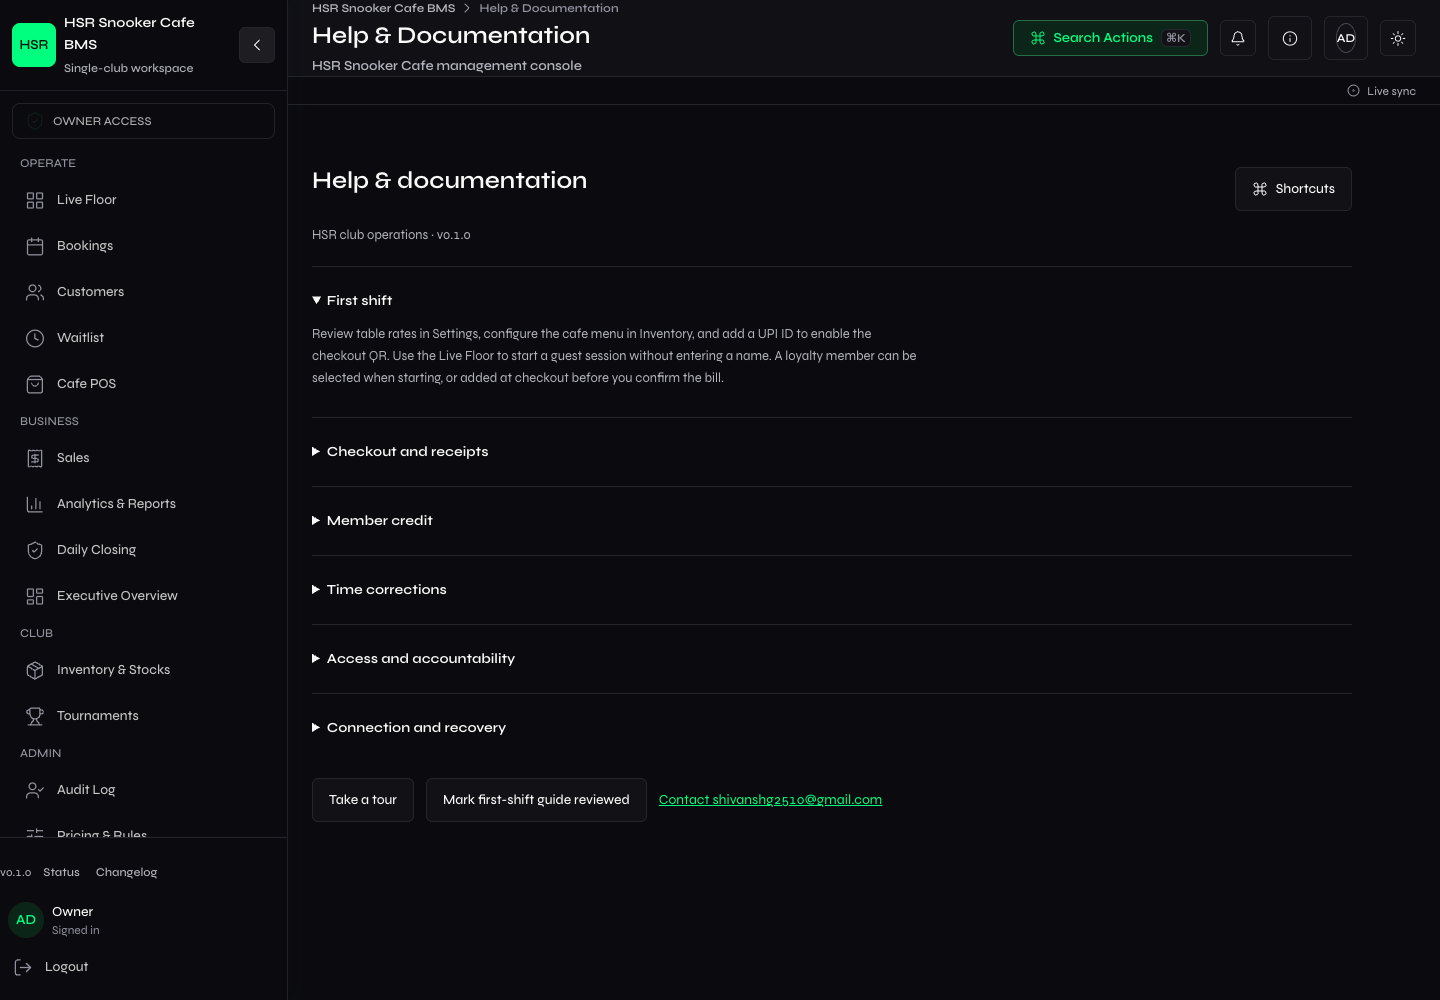 HSR
HSR Snooker Cafe
BMS
Single-club workspace
OWNER ACCESS
OPERATE
Live Floor
Bookings
Customers
Waitlist
Cafe POS
BUSINESS
Sales
Analytics & Reports
Daily Closing
Executive Overview
CLUB
Inventory & Stocks
Tournaments
ADMIN
Audit Log
Pricing & Rules
v0.1.0 Status Changelog
AD
Owner
Signed in
Logout
HSR Snooker Cafe BMS > Help & Documentation
Help & Documentation
HSR Snooker Cafe management console
Search Actions ⌘K
AD
Live sync
Help & documentation
Shortcuts
HSR club operations · v0.1.0
First shift
Review table rates in Settings, configure the cafe menu in Inventory, and add a UPI ID to enable the
checkout QR. Use the Live Floor to start a guest session without entering a name. A loyalty member can be
selected when starting, or added at checkout before you confirm the bill.
Checkout and receipts
Member credit
Time corrections
Access and accountability
Connection and recovery
Take a tour
Mark first-shift guide reviewed
Contact shivanshg2510@gmail.com